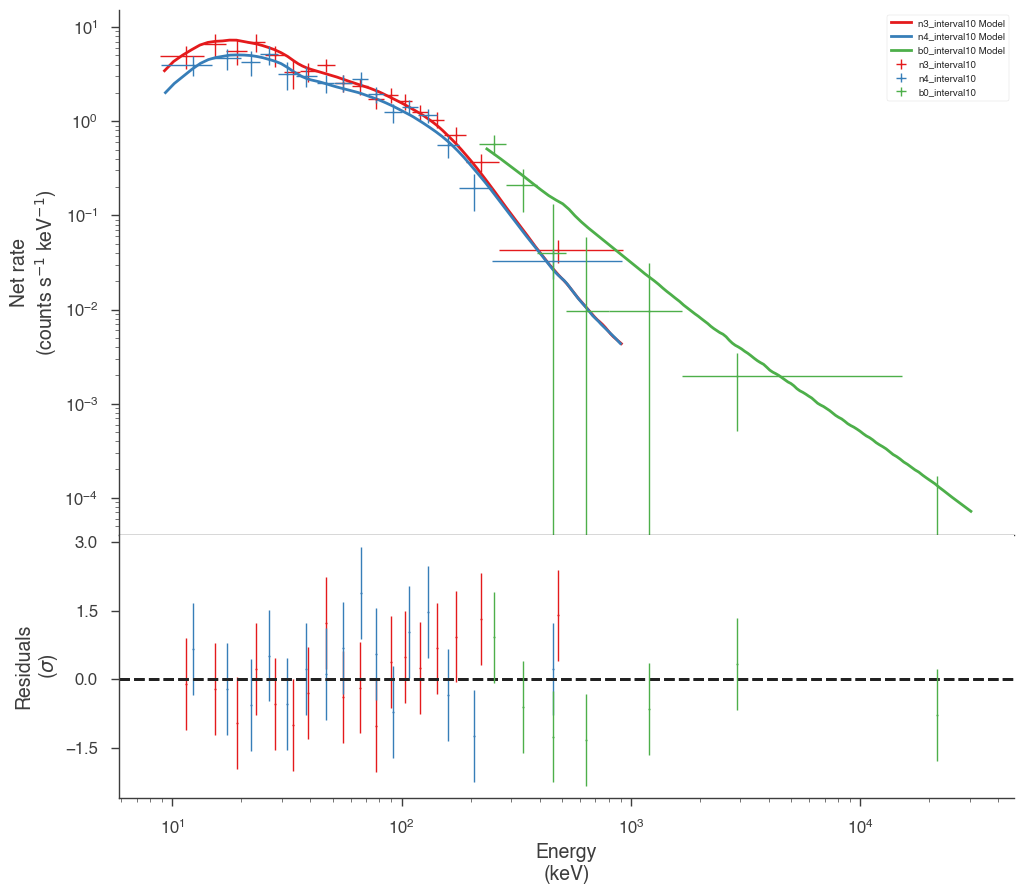 n3_interval10 Model
n4_interval10 Model
b0_interval10 Model
n3_interval10
n4_interval10
b0_interval10
10¹
10⁰
10⁻¹
10⁻²
10⁻³
10⁻⁴
Net rate
(counts s⁻¹ keV⁻¹)
3.0
1.5
0.0
−1.5
Residuals
(σ)
10¹
10²
10³
10⁴
Energy
(keV)